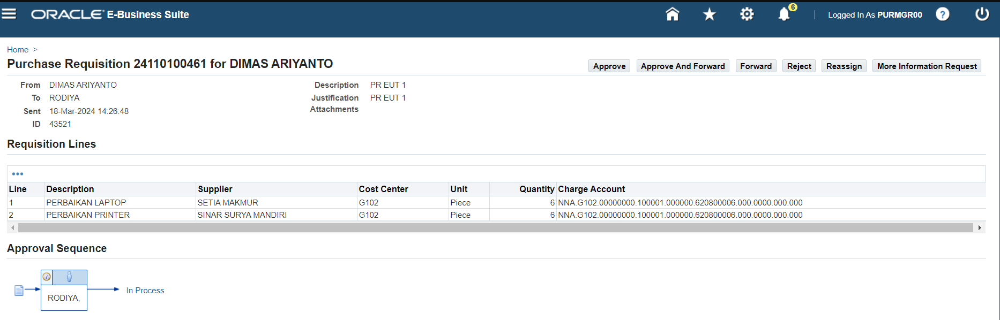 ORACLE E-Business Suite
6
Logged In As PURMGR00
?
Home >
Purchase Requisition 24110100461 for DIMAS ARIYANTO
Approve Approve And Forward Forward Reject Reassign More Information Request
From DIMAS ARIYANTO
To RODIYA
Sent 18-Mar-2024 14:26:48
ID 43521
Description PR EUT 1
Justification PR EUT 1
Attachments
Requisition Lines
Line Description Supplier Cost Center Unit Quantity Charge Account
1 PERBAIKAN LAPTOP SETIA MAKMUR G102 Piece 6 NNA.G102.00000000.100001.000000.620800006.000.0000.000.000
2 PERBAIKAN PRINTER SINAR SURYA MANDIRI G102 Piece 6 NNA.G102.00000000.100001.000000.620800006.000.0000.000.000
Approval Sequence
RODIYA,
In Process